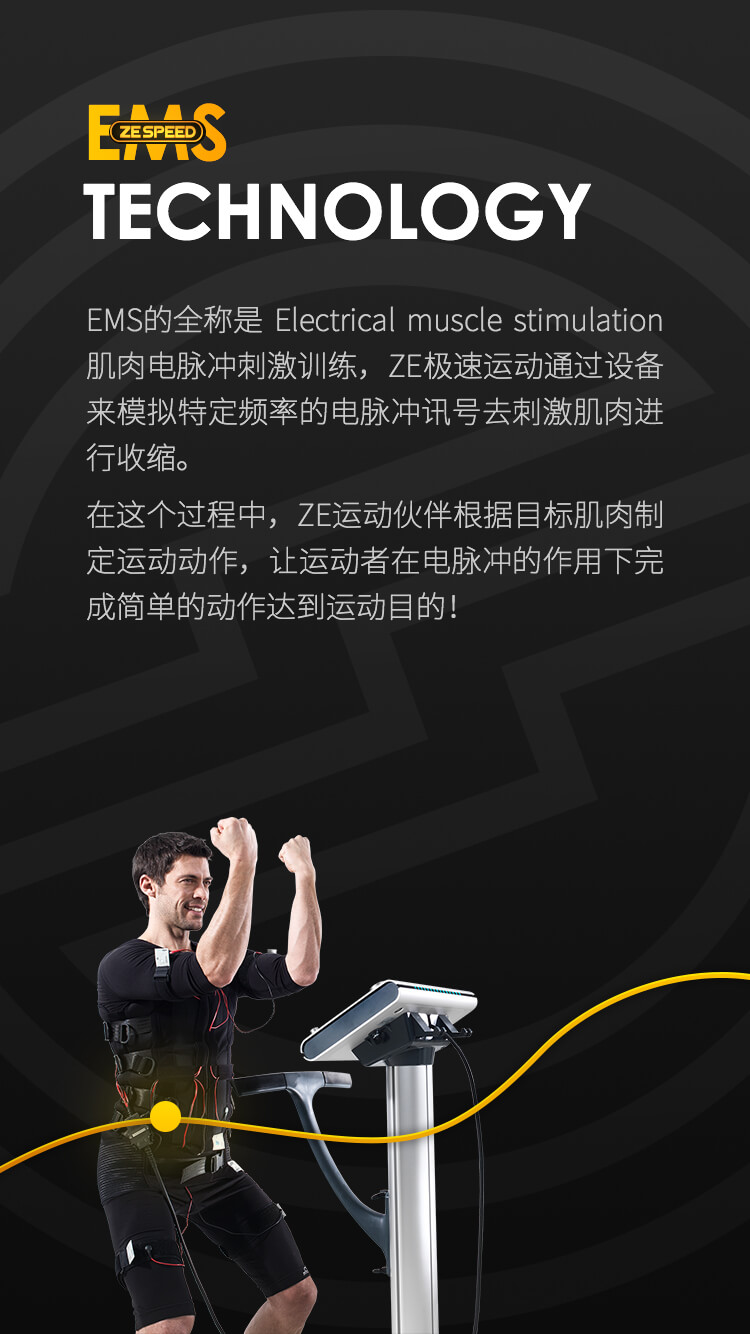 EMS
ZE SPEED
TECHNOLOGY
EMS的全称是 Electrical muscle stimulation
肌肉电脉冲刺激训练，ZE极速运动通过设备
来模拟特定频率的电脉冲讯号去刺激肌肉进
行收缩。
在这个过程中，ZE运动伙伴根据目标肌肉制
定运动动作，让运动者在电脉冲的作用下完
成简单的动作达到运动目的！